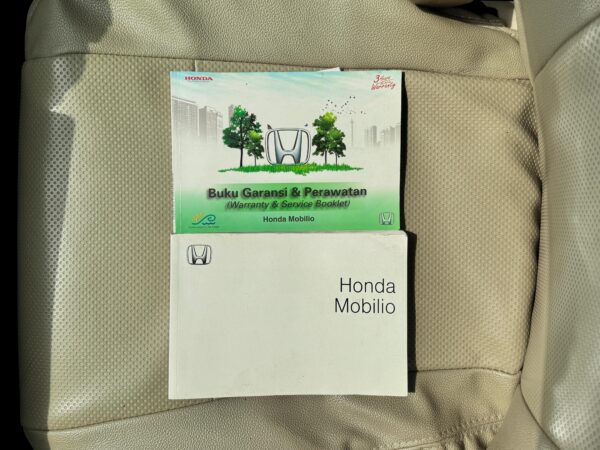 HONDA
3 Years
Warranty
Buku Garansi & Perawatan
(Warranty & Service Booklet)
Honda Mobilio
Honda
Mobilio